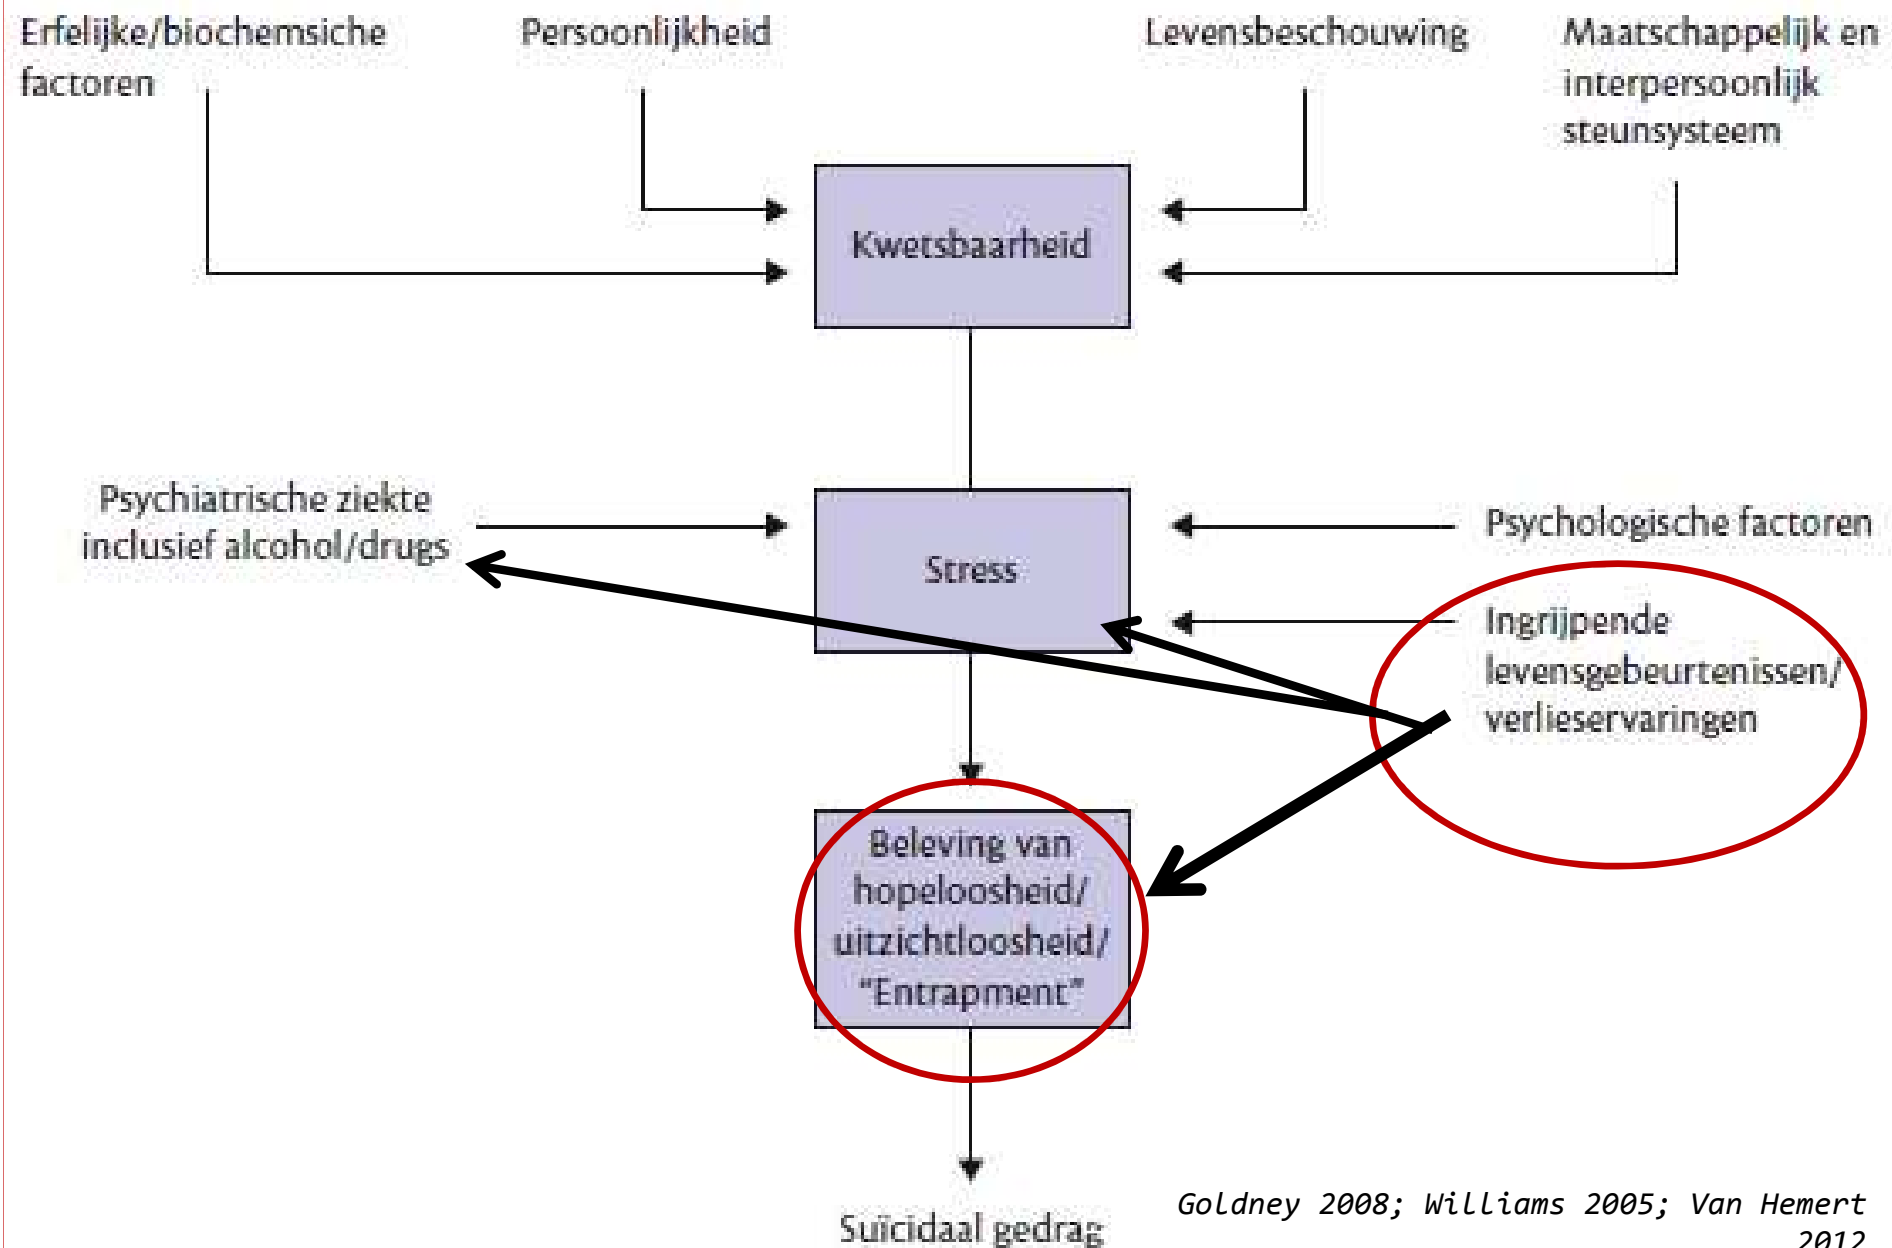 Erfelijke/biochemsiche
factoren
Persoonlijkheid
Levensbeschouwing
Maatschappelijk en
interpersoonlijk
steunsysteem
Kwetsbaarheid
Psychiatrische ziekte
inclusief alcohol/drugs
Stress
Psychologische factoren
Ingrijpende
levensgebeurtenissen/
verlieservaringen
Beleving van
hopeloosheid/
uitzichtloosheid/
"Entrapment"
Suïcidaal gedrag
Goldney 2008; Williams 2005; Van Hemert
2012